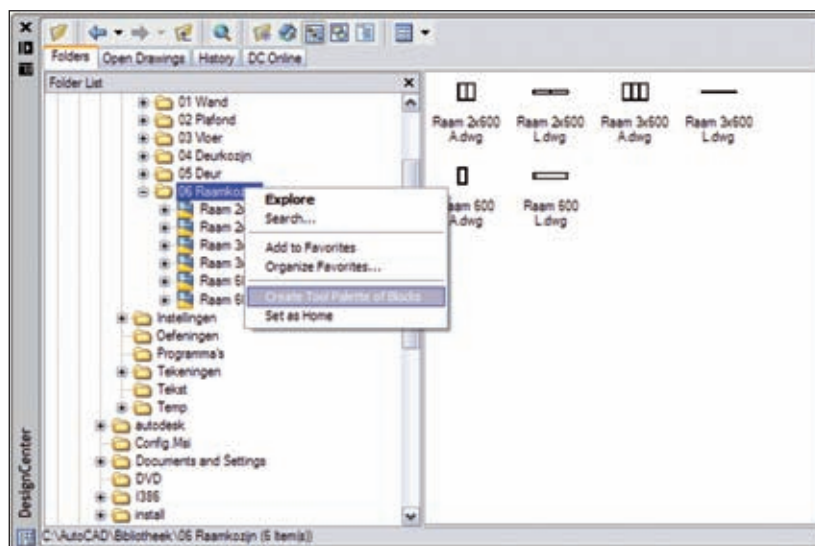 Folders Open Drawings History DC Online
Folder List
01 Wand
02 Plafond
03 Vloer
04 Deurkozijn
05 Deur
06 Raamko
Raam 2
Raam 2
Raam 3
Raam 3
Raam 6
Raam 6
Instellingen
Oefeningen
Programma's
Tekeningen
Tekst
Temp
autodesk
Config.Msi
Documents and Settings
DVD
I386
install
Explore
Search...
Add to Favorites
Organize Favorites...
Create Tool Palette of Blocks
Set as Home
Raam 2x600 A.dwg
Raam 2x600 L.dwg
Raam 3x600 A.dwg
Raam 3x600 L.dwg
aam 600 A.dwg
Raam 600 L.dwg
DesignCenter
C:\AutoCAD\Bibliotheek\06 Raamkozijn (6 Item(s))